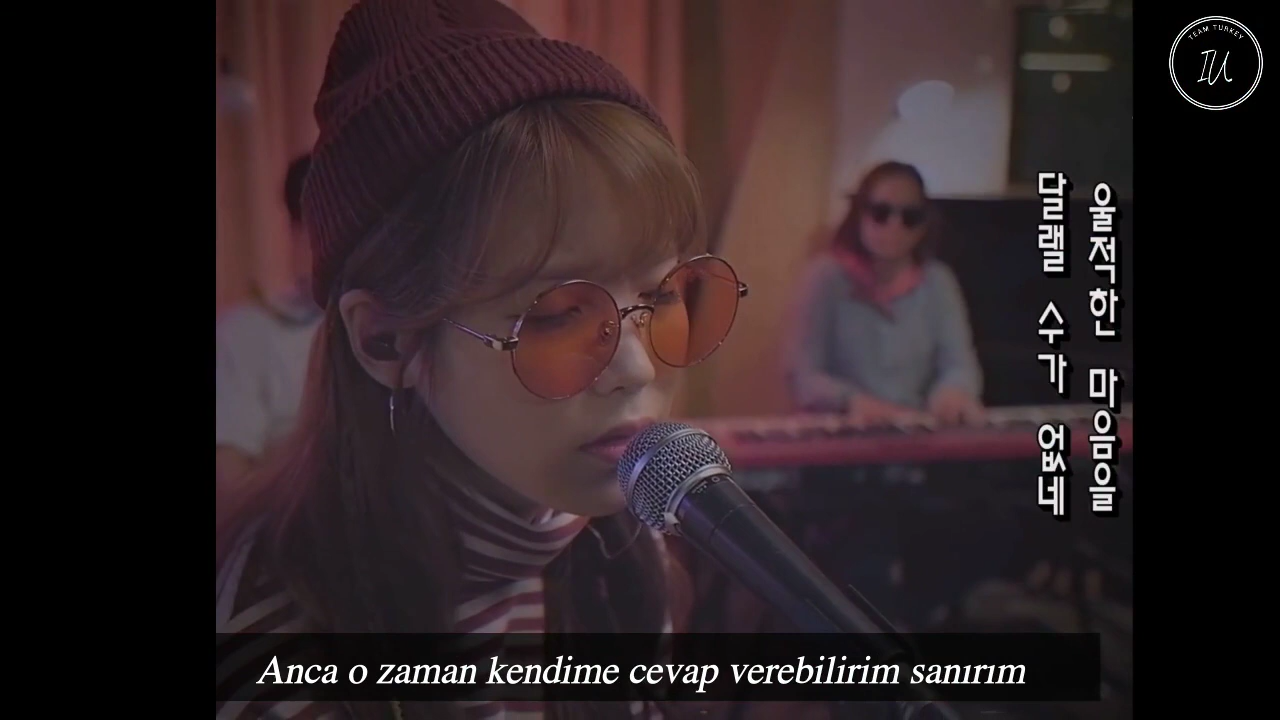 TEAM TURKEY
IU
울적한 마음을
달랠 수가 없네
Anca o zaman kendime cevap verebilirim sanırım